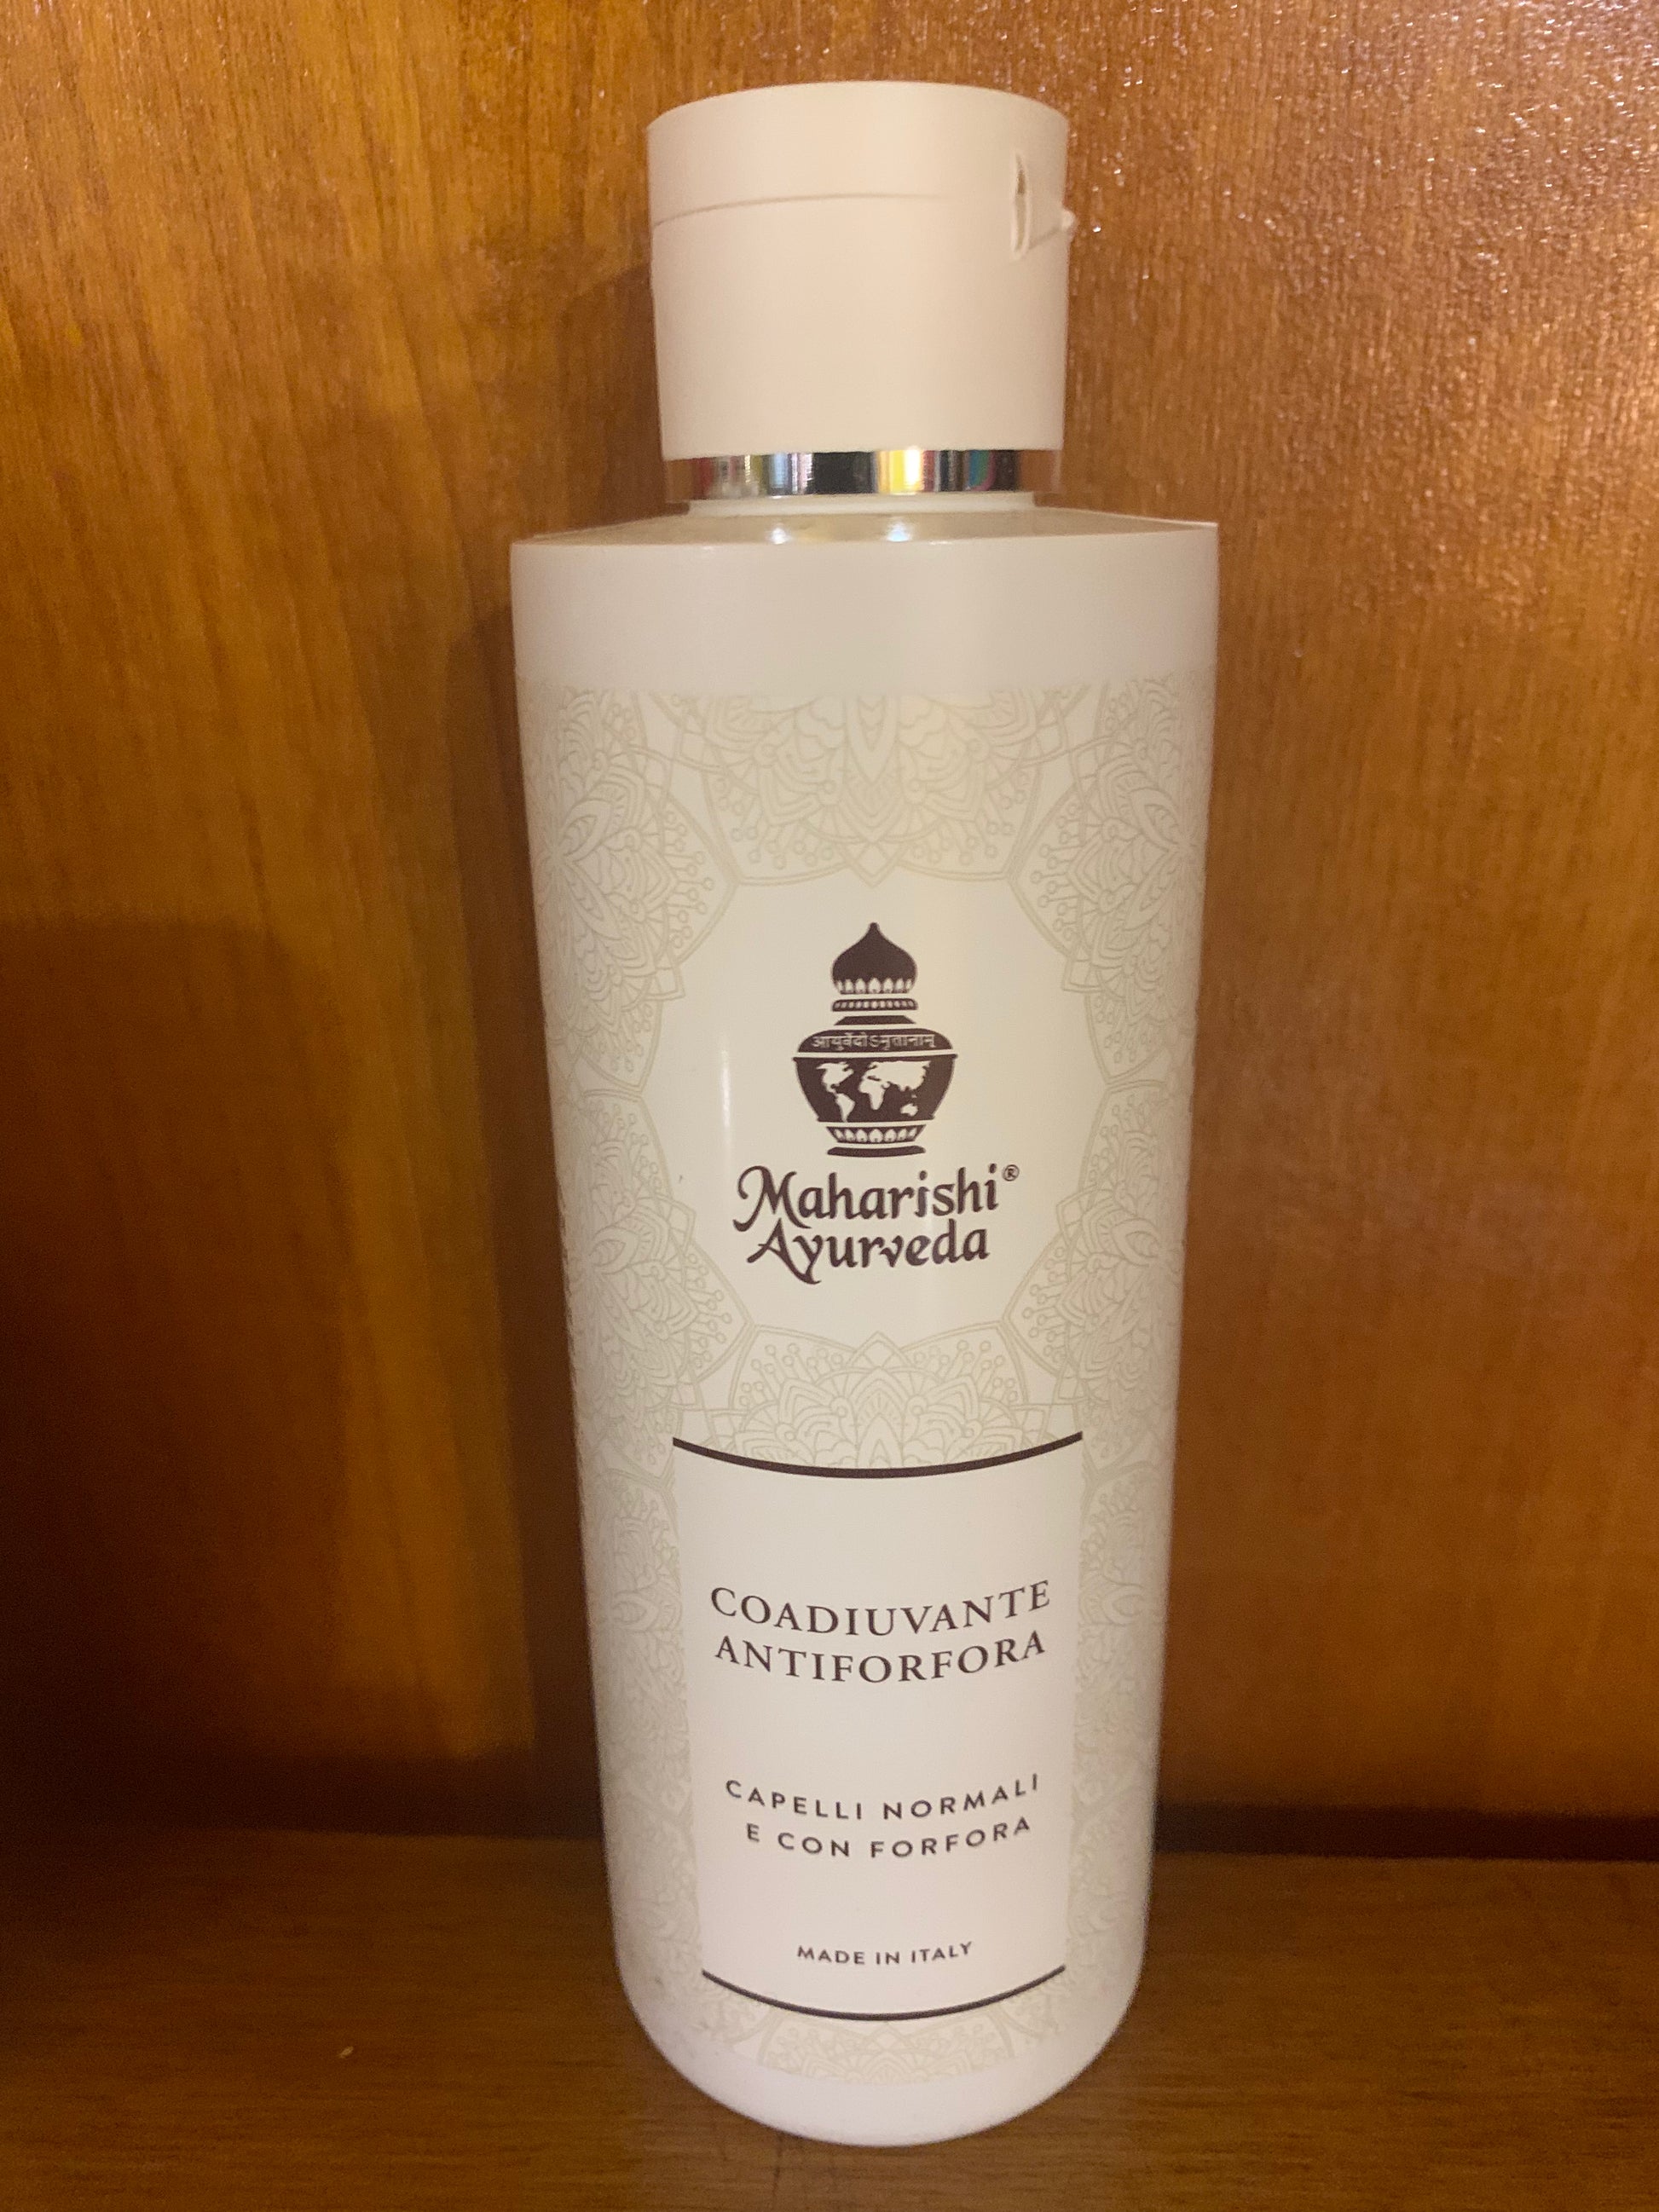 आयुर्वेदोऽमृतानाम्
Maharishi®
Ayurveda
COADIUVANTE
ANTIFORFORA
CAPELLI NORMALI
E CON FORFORA
MADE IN ITALY